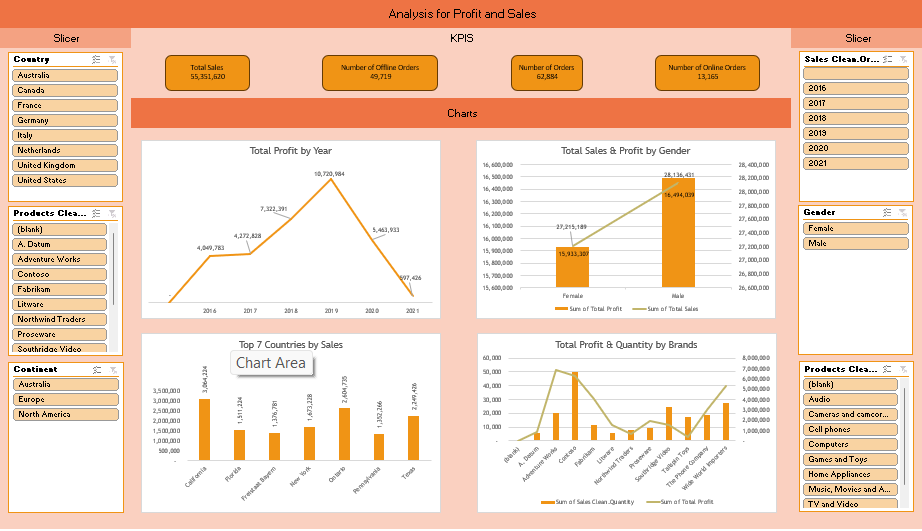 Analysis for Profit and Sales
Slicer
KPIS
Slicer
Country
Australia
Canada
France
Germany
Italy
Netherlands
United Kingdom
United States
Products Clea...
(blank)
A. Datum
Adventure Works
Contoso
Fabrikam
Litware
Northwind Traders
Proseware
Southridge Video
Continent
Australia
Europe
North America
Total Sales
55,351,620
Number of Offline Orders
49,719
Number of Orders
62,884
Number of Online Orders
13,165
Charts
Total Profit by Year
10,720,984
7,322,391
4,272,828
4,049,783
5,463,933
597,426
-
2016
2017
2018
2019
2020
2021
Total Sales & Profit by Gender
16,600,000
16,500,000
16,400,000
16,300,000
16,200,000
16,100,000
16,000,000
15,900,000
15,800,000
15,700,000
15,600,000
28,136,431
16,494,039
27,215,189
15,933,307
28,400,000
28,200,000
28,000,000
27,800,000
27,600,000
27,400,000
27,200,000
27,000,000
26,800,000
26,600,000
Female
Male
Sum of Total Profit
Sum of Total Sales
Top 7 Countries by Sales
Chart Area
3,500,000
3,000,000
2,500,000
2,000,000
1,500,000
1,000,000
500,000
-
3,064,224
1,511,224
1,376,781
1,673,228
2,604,735
1,352,266
2,249,426
California
Florida
Freistaat Bayern
New York
Ontario
Pennsylvania
Texas
Total Profit & Quantity by Brands
60,000
50,000
40,000
30,000
20,000
10,000
-
8,000,000
7,000,000
6,000,000
5,000,000
4,000,000
3,000,000
2,000,000
1,000,000
-
(blank)
A. Datum
Adventure Works
Contoso
Fabrikam
Litware
Northwind Traders
Proseware
Southridge Video
Tailspin Toys
The Phone Company
Wide World Importers
Sum of Sales Clean.Quantity
Sum of Total Profit
Sales Clean.Or...
2016
2017
2018
2019
2020
2021
Gender
Female
Male
Products Clea...
(blank)
Audio
Cameras and camcor...
Cell phones
Computers
Games and Toys
Home Appliances
Music, Movies and A...
TV and Video